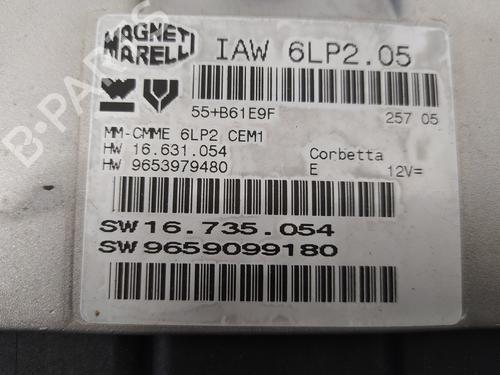 MAGNETI
MARELLI
IAW 6LP2.05
55+B61E9F
257 05
MM-CMME 6LP2 CEM1
HW 16.631.054
Corbetta
HW 9653979480
E 12V=
SW 16.735.054
SW 9659099180
B-PARTS